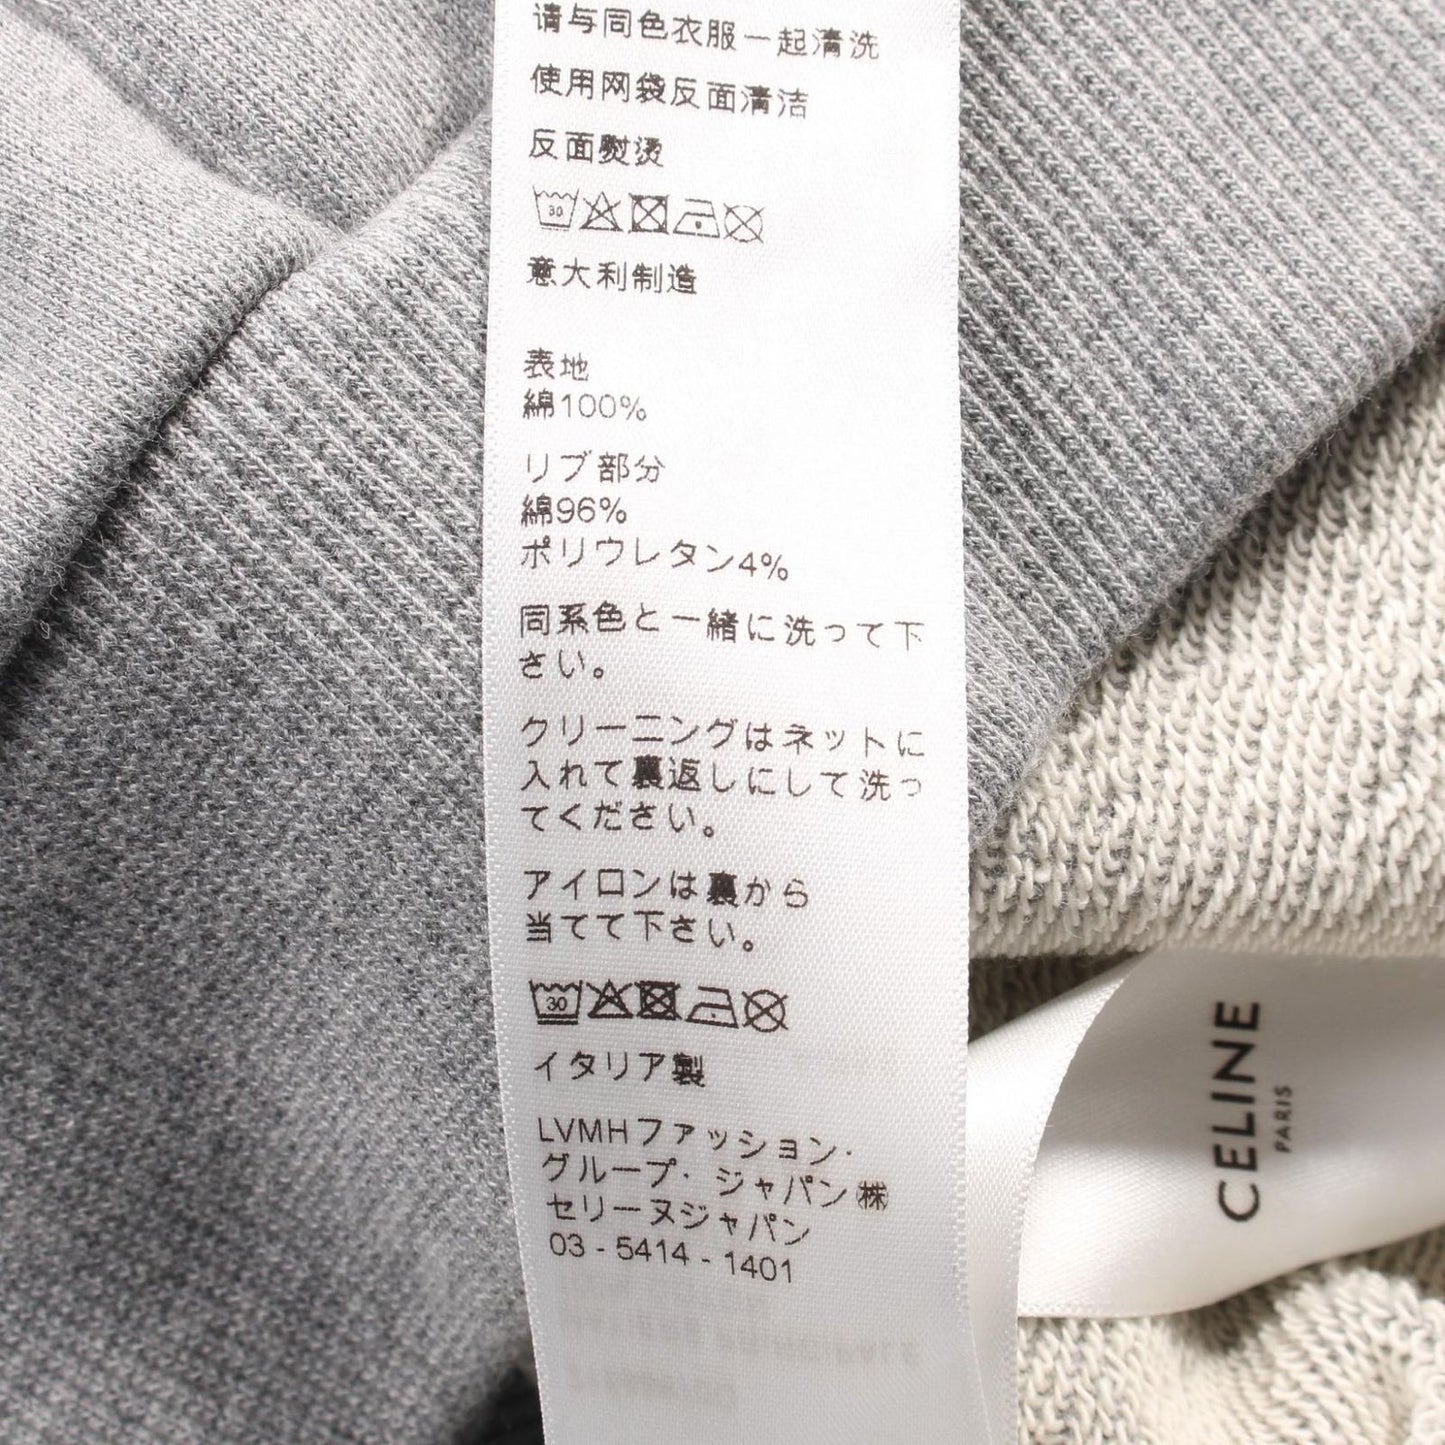 请与同色衣服一起清洗
使用网袋反面清洁
反面熨烫
30
意大利制造
表地
綿100%
リブ部分
綿96%
ポリウレタン4%
同系色と一緒に洗って下
さい。
クリーニングはネットに
入れて裏返しにして洗っ
てください。
アイロンは裏から
当てて下さい。
30
イタリア製
LVMHファッション·
グループ· ジャパン㈱
セリーヌジャパン
03 - 5414 - 1401
CELINE
PARIS